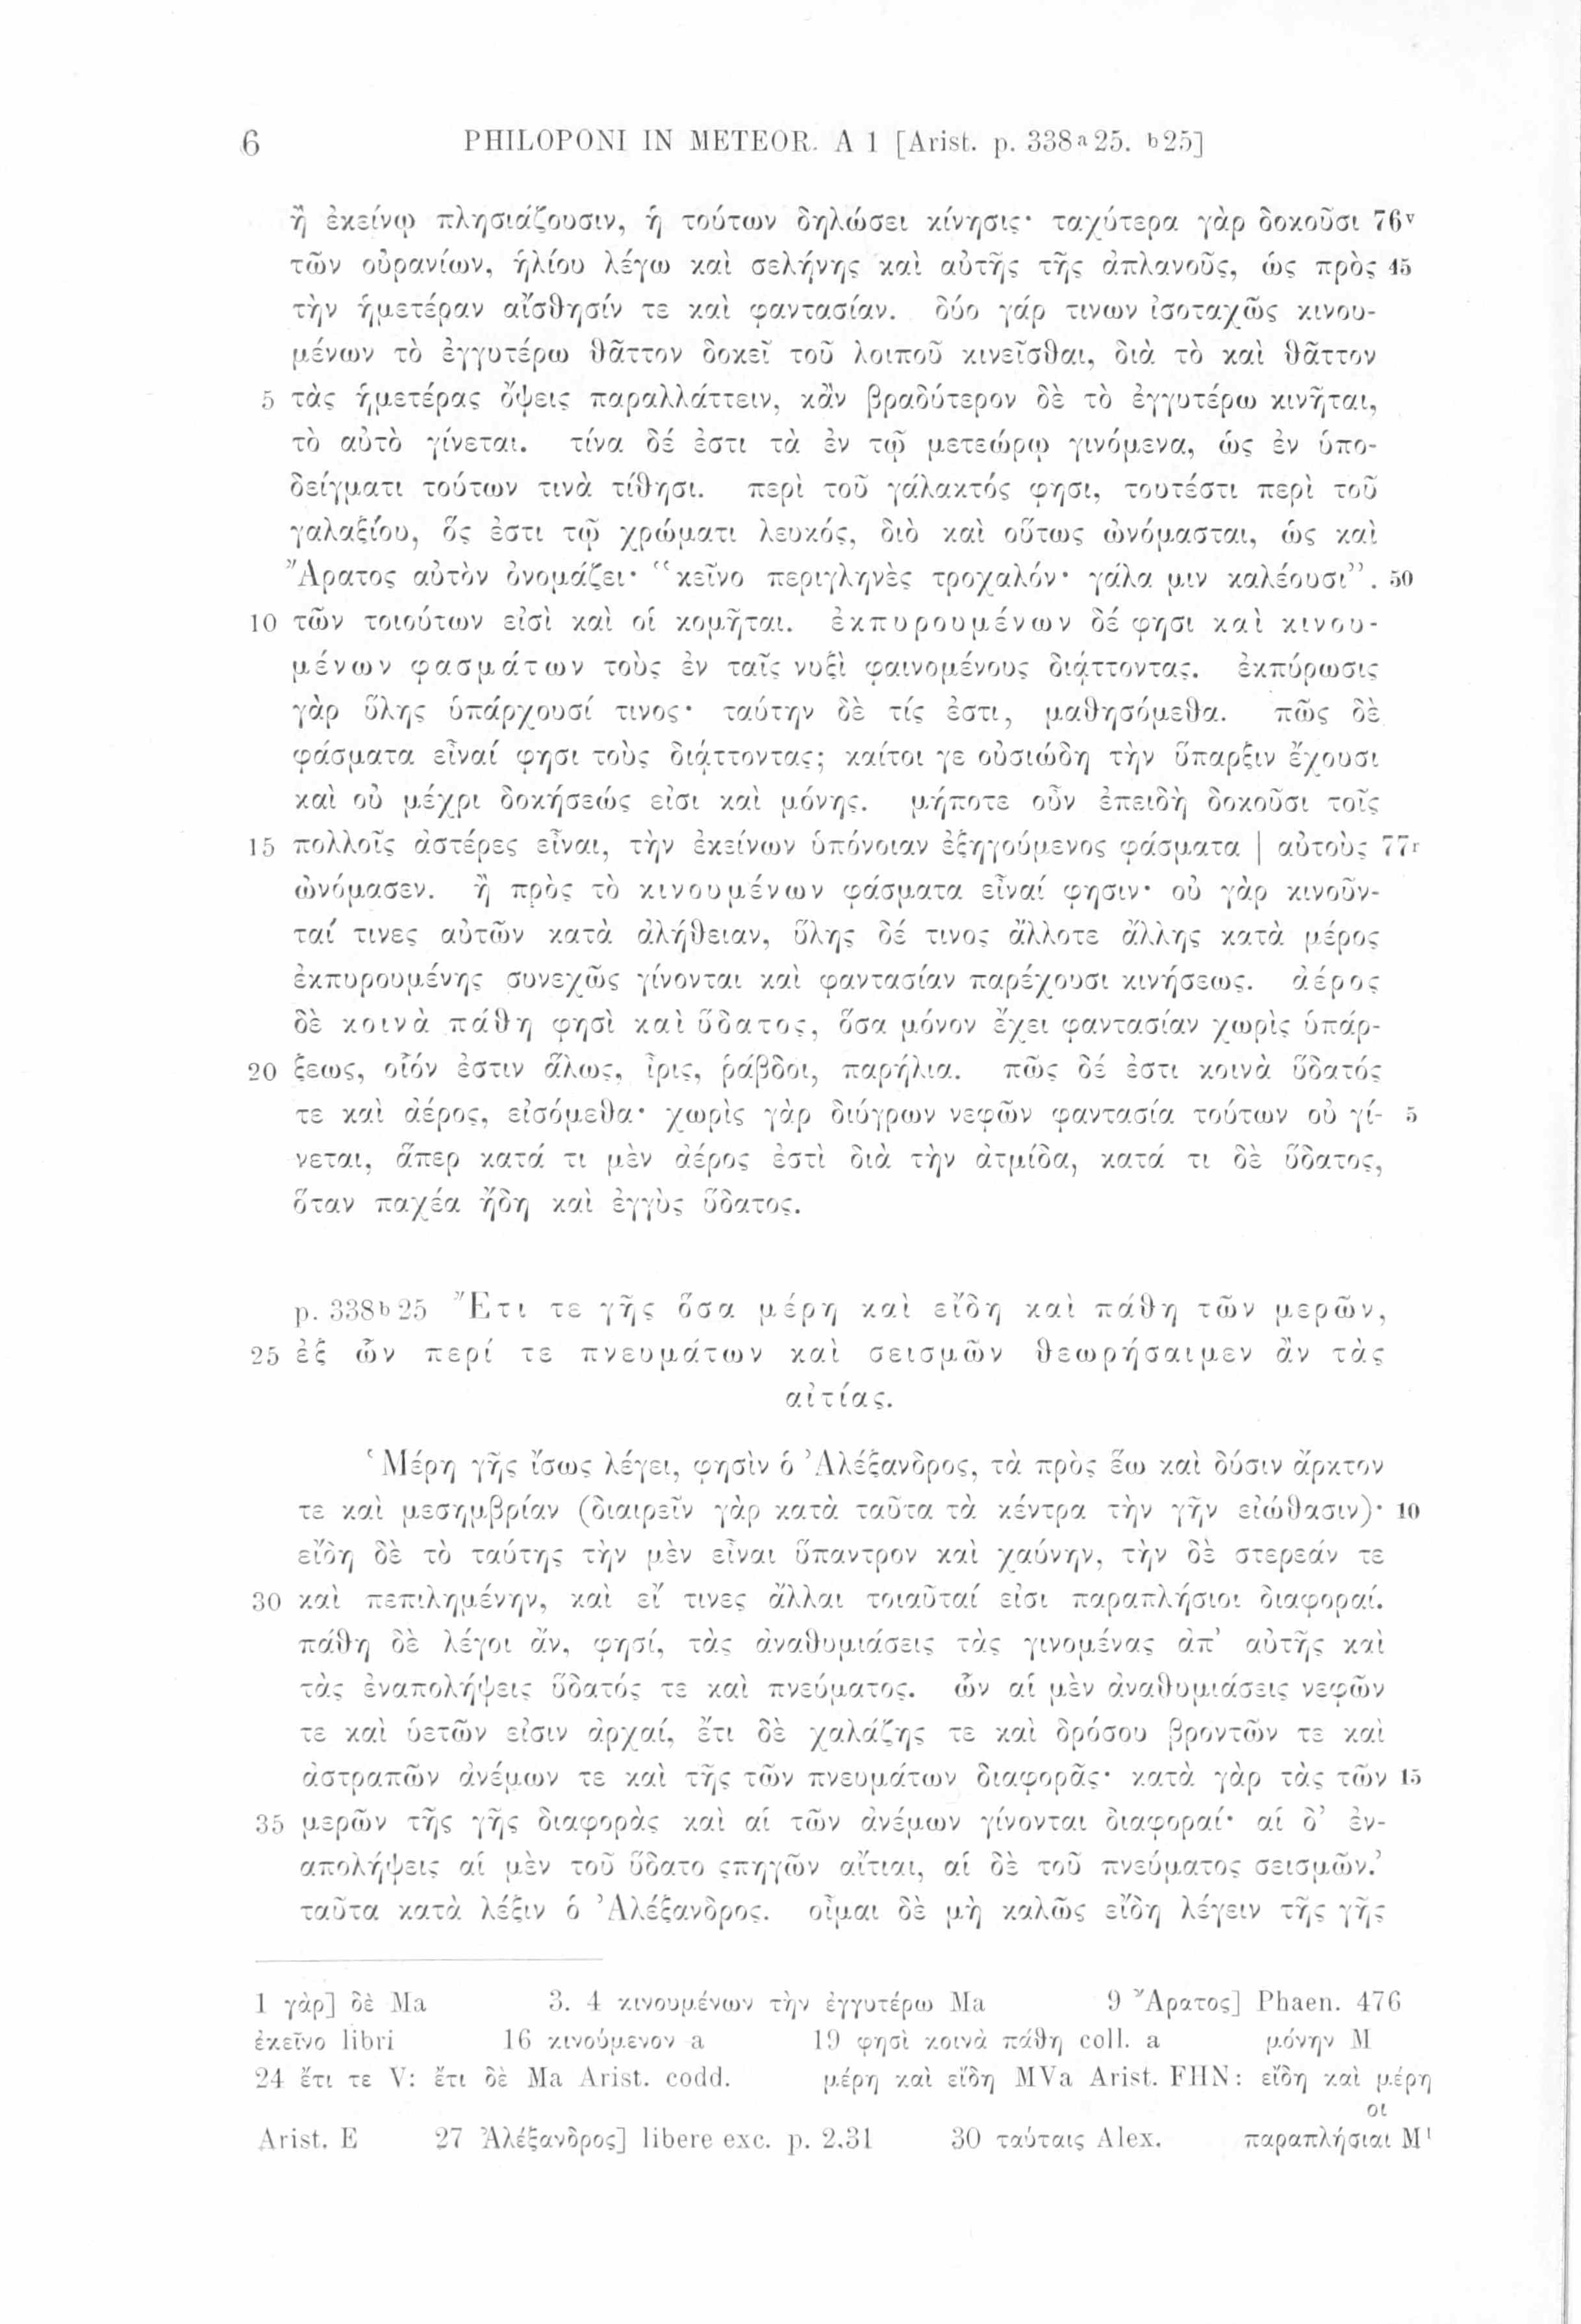 6 PHILOPONI IN METEOR. A 1 [Arist. p. 338a25. b25]
ἢ ἐκείνῳ πλησιάζουσιν, ἡ τούτων δηλώσει κίνησις· ταχύτερα γὰρ δοκοῦσι 76v
τῶν οὐρανίων, ἡλίου λέγω καὶ σελήνης καὶ αὐτῆς τῆς ἀπλανοῦς, ὡς πρὸς 45
τὴν ἡμετέραν αἴσθησίν τε καὶ φαντασίαν. δύο γάρ τινων ἰσοταχῶς κινου-
μένων τὸ ἐγγυτέρω θᾶττον δοκεῖ τοῦ λοιποῦ κινεῖσθαι, διὰ τὸ καὶ θᾶττον
5 τὰς ἡμετέρας ὄψεις παραλλάττειν, κἂν βραδύτερον δὲ τὸ ἐγγυτέρω κινῆται,
τὸ αὐτὸ γίνεται. τίνα δέ ἐστι τὰ ἐν τῷ μετεώρῳ γινόμενα, ὡς ἐν ὑπο-
δείγματι τούτων τινὰ τίθησι. περὶ τοῦ γάλακτός φησι, τουτέστι περὶ τοῦ
γαλαξίου, ὅς ἐστι τῷ χρώματι λευκός, διὸ καὶ οὕτως ὠνόμασται, ὡς καὶ
Ἄρατος αὐτὸν ὀνομάζει· “κεῖνο περιγληνὲς τροχαλόν· γάλα μιν καλέουσι”. 50
10 τῶν τοιούτων εἰσὶ καὶ οἱ κομῆται. ἐκπυρουμένων δέ φησι καὶ κινου-
μένων φασμάτων τοὺς ἐν ταῖς νυξὶ φαινομένους διᾴττοντας. ἐκπύρωσις
γὰρ ὕλης ὑπάρχουσί τινος· ταύτην δὲ τίς ἐστι, μαθησόμεθα. πῶς δὲ
φάσματα εἶναί φησι τοὺς διᾴττοντας; καίτοι γε οὐσιώδη τὴν ὕπαρξιν ἔχουσι
καὶ οὐ μέχρι δοκήσεώς εἰσι καὶ μόνης. μήποτε οὖν ἐπειδὴ δοκοῦσι τοῖς
15 πολλοῖς ἀστέρες εἶναι, τὴν ἐκείνων ὑπόνοιαν ἐξηγούμενος φάσματα | αὐτοὺς 77r
ὠνόμασεν. ἢ πρὸς τὸ κινουμένων φάσματα εἶναί φησιν· οὐ γὰρ κινοῦν-
ταί τινες αὐτῶν κατὰ ἀλήθειαν, ὕλης δέ τινος ἄλλοτε ἄλλης κατὰ μέρος
ἐκπυρουμένης συνεχῶς γίνονται καὶ φαντασίαν παρέχουσι κινήσεως. ἀέρος
δὲ κοινὰ πάθη φησὶ καὶ ὕδατος, ὅσα μόνον ἔχει φαντασίαν χωρὶς ὑπάρ-
20 ξεως, οἷόν ἐστιν ἅλως, ἶρις, ῥάβδοι, παρήλια. πῶς δέ ἐστι κοινὰ ὕδατός
τε καὶ ἀέρος, εἰσόμεθα· χωρὶς γὰρ διύγρων νεφῶν φαντασία τούτων οὐ γί- 5
νεται, ἅπερ κατά τι μὲν ἀέρος ἐστὶ διὰ τὴν ἀτμίδα, κατά τι δὲ ὕδατος,
ὅταν παχέα ἤδη καὶ ἐγγὺς ὕδατος.
p. 338b25 Ἔτι τε γῆς ὅσα μέρη καὶ εἴδη καὶ πάθη τῶν μερῶν,
25 ἐξ ὧν περί τε πνευμάτων καὶ σεισμῶν θεωρήσαιμεν ἂν τὰς
αἰτίας.
‘Μέρη γῆς ἴσως λέγει, φησὶν ὁ Ἀλέξανδρος, τὰ πρὸς ἕω καὶ δύσιν ἄρκτον
τε καὶ μεσημβρίαν (διαιρεῖν γὰρ κατὰ ταῦτα τὰ κέντρα τὴν γῆν εἰώθασιν)· 10
εἴδη δὲ τὸ ταύτης τὴν μὲν εἶναι ὕπαντρον καὶ χαύνην, τὴν δὲ στερεάν τε
30 καὶ πεπιλημένην, καὶ εἴ τινες ἄλλαι τοιαῦταί εἰσι παραπλήσιοι διαφοραί.
πάθη δὲ λέγοι ἄν, φησί, τὰς ἀναθυμιάσεις τὰς γινομένας ἀπ’ αὐτῆς καὶ
τὰς ἐναπολήψεις ὕδατός τε καὶ πνεύματος. ὧν αἱ μὲν ἀναθυμιάσεις νεφῶν
τε καὶ ὑετῶν εἰσιν ἀρχαί, ἔτι δὲ χαλάζης τε καὶ δρόσου βροντῶν τε καὶ
ἀστραπῶν ἀνέμων τε καὶ τῆς τῶν πνευμάτων διαφορᾶς· κατὰ γὰρ τὰς τῶν 15
35 μερῶν τῆς γῆς διαφορὰς καὶ αἱ τῶν ἀνέμων γίνονται διαφοραί· αἱ δ’ ἐν-
απολήψεις αἱ μὲν τοῦ ὕδατο ςπηγῶν αἴτιαι, αἱ δὲ τοῦ πνεύματος σεισμῶν.’
ταῦτα κατὰ λέξιν ὁ Ἀλέξανδρος. οἶμαι δὲ μὴ καλῶς εἴδη λέγειν τῆς γῆς
1 γὰρ] δὲ Ma 3. 4 κινουμένων τὴν ἐγγυτέρω Ma 9 Ἄρατος] Phaen. 476
ἐκεῖνο libri 16 κινούμενον a 19 φησὶ κοινὰ πάθη coll. a μόνην M
24 ἔτι τε V: ἔτι δὲ Ma Arist. codd. μέρη καὶ εἴδη MVa Arist. FHN: εἴδη καὶ μέρη
οι
Arist. E 27 Ἀλέξανδρος] libere exc. p. 2,31 30 ταύταις Alex. παραπλήσιαι M1